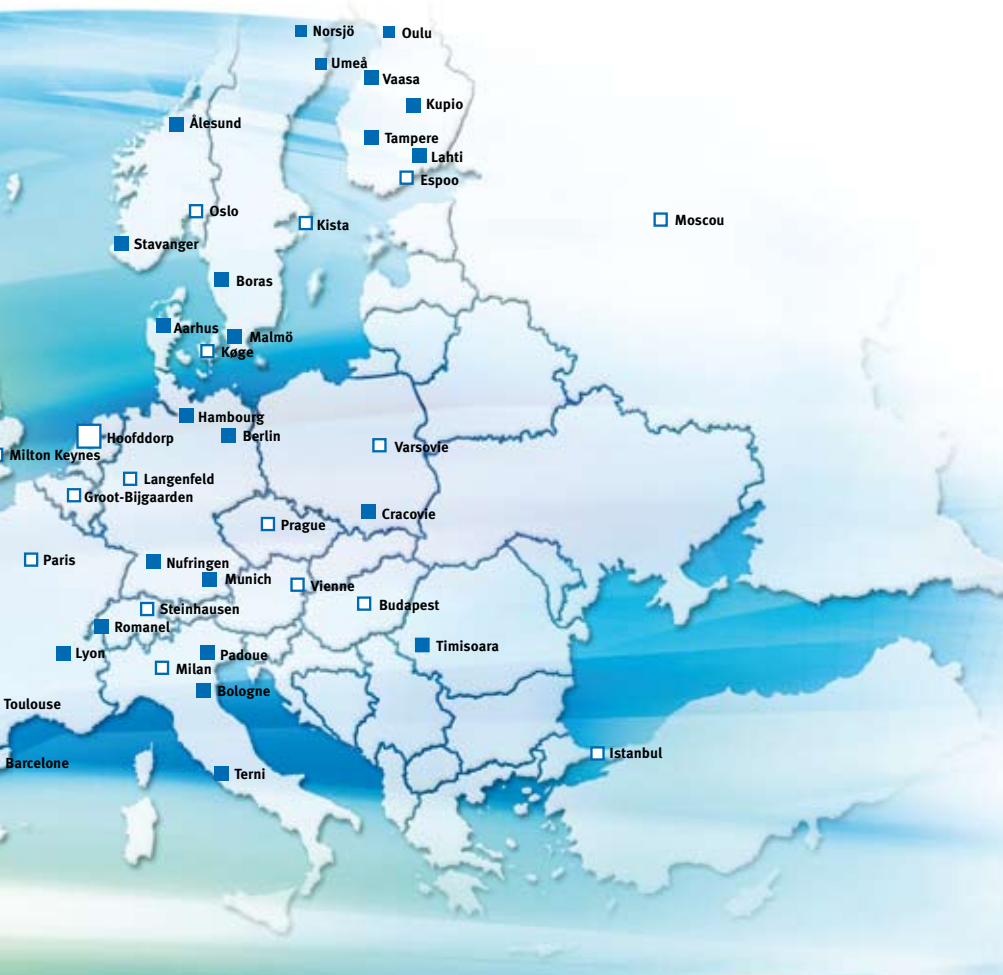 Norsjö
Oulu
Umeå
Vaasa
Kupio
Ålesund
Tampere
Lahti
Espoo
Oslo
Moscou
Kista
Stavanger
Boras
Aarhus
Malmö
Køge
Hambourg
Berlin
Hoofddorp
Varsovie
Milton Keynes
Langenfeld
Groot-Bijgaarden
Cracovie
Prague
Paris
Nufringen
Munich
Vienne
Budapest
Steinhausen
Romanel
Timisoara
Lyon
Padoue
Milan
Bologne
Toulouse
Istanbul
Barcelone
Terni